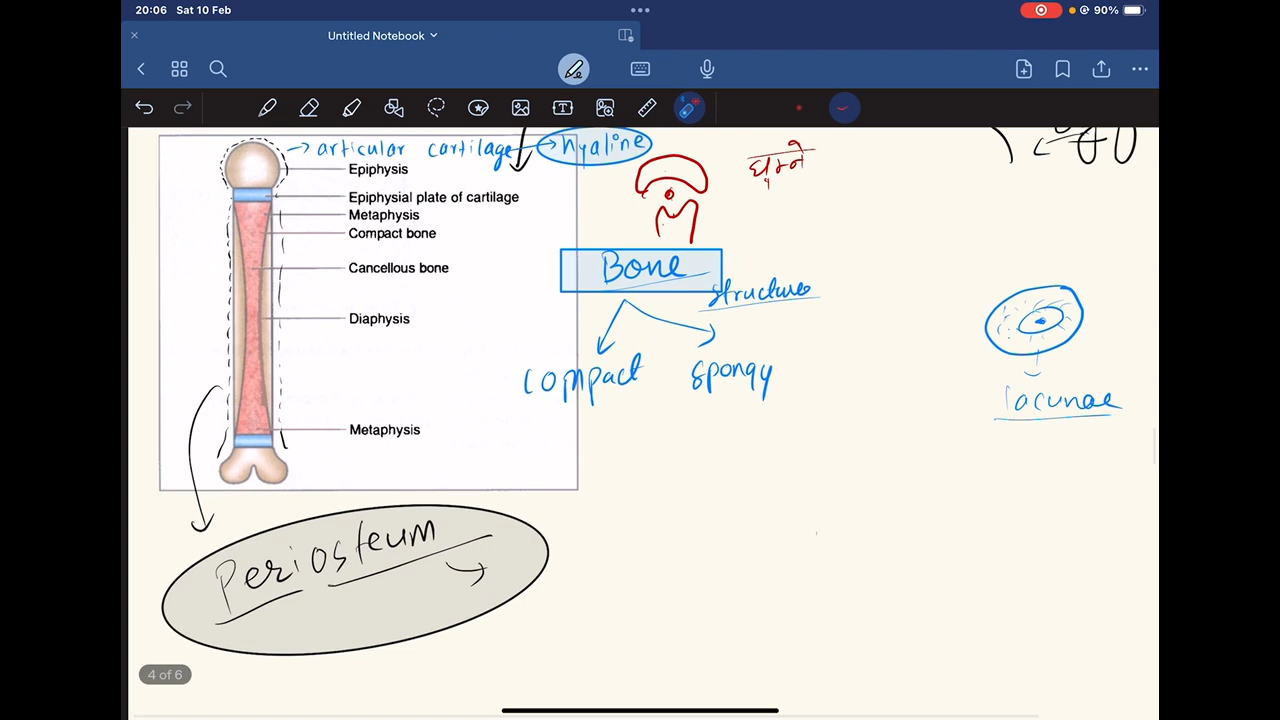 20:06 Sat 10 Feb
90%
Untitled Notebook
articular cartilage → hyaline
Epiphysis
Epiphysial plate of cartilage
Metaphysis
Compact bone
Cancellous bone
Diaphysis
Metaphysis
घुटने
Bone
structure
compact spongy
lacunae
Periosteum
4 of 6